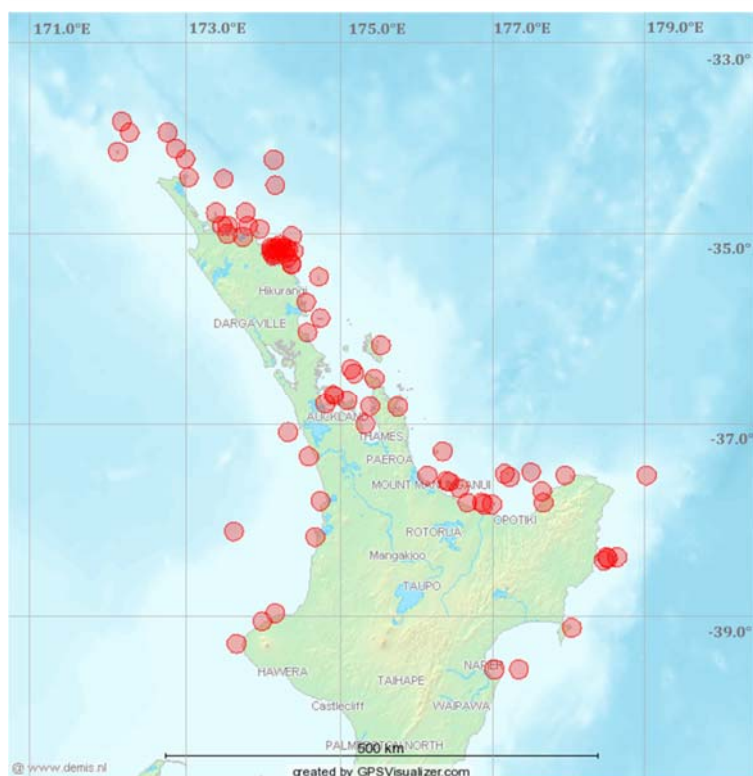 171.0° 173.0° 175.0° 177.0° 179.0°
-33.0°
-35.0°
Hikurangi
DARGAVILLE
AUCKLAND
-37.0°
THAMES
PAEROA
MOUNT MAUNGANUI
OPOTIKI
ROTORUA
Mangakino
TAUPO
-39.0°
NAPIER
HAWERA
TAIHAPE
Castlecliff
WAIPAWA
PALMERSTON NORTH
500 km
@ www.demis.nl
created by GPSVisualizer.com